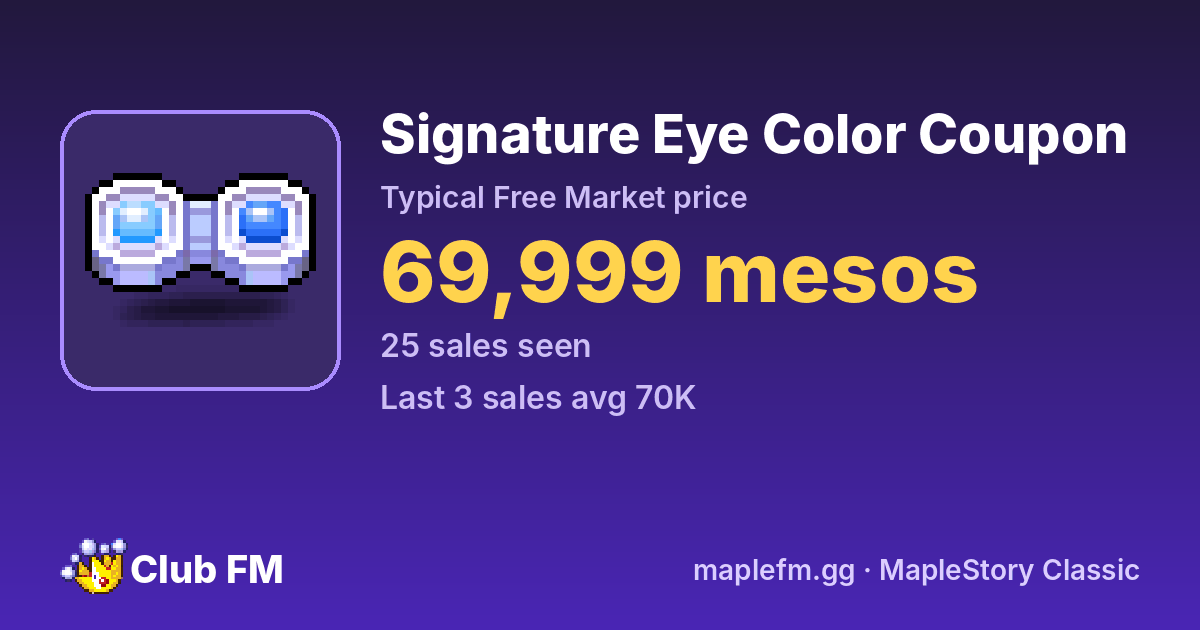 Signature Eye Color Coupon
Typical Free Market price
69,999 mesos
25 sales seen
Last 3 sales avg 70K
Club FM
maplefm.gg · MapleStory Classic